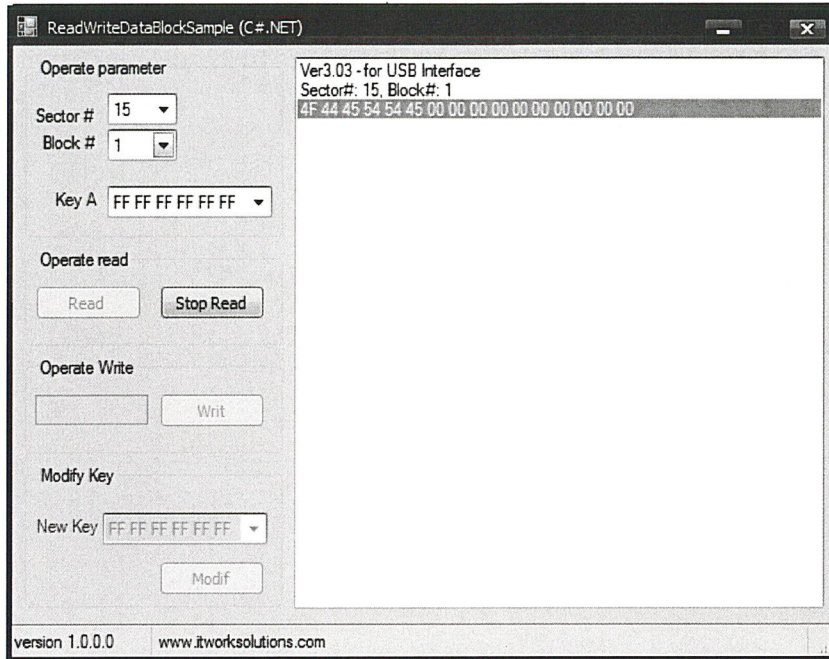 ReadWriteDataBlockSample (C#.NET)
Operate parameter
Sector # 15
Block # 1
Key A FF FF FF FF FF FF
Operate read
Read Stop Read
Operate Write
Writ
Modify Key
New Key FF FF FF FF FF FF
Modif
Ver3.03 - for USB Interface
Sector#: 15, Block#: 1
4F 44 45 54 54 45 00 00 00 00 00 00 00 00 00 00
version 1.0.0.0 www.itworksolutions.com